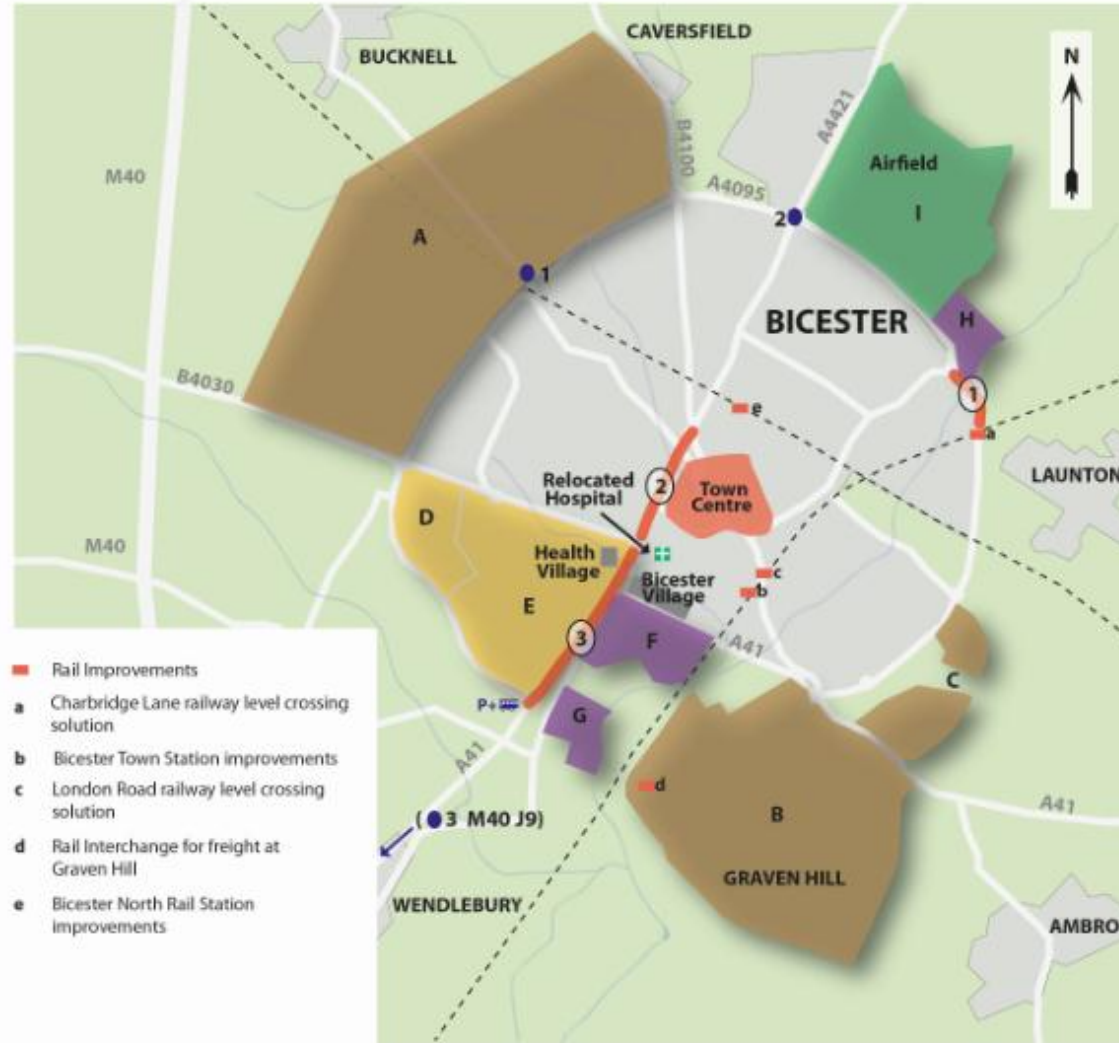 CAVERSFIELD
BUCKNELL
N
A4421
B4100
M40
A4095
Airfield
I
A
2
1
BICESTER
H
B4030
1
e
a
LAUNTON
2
Relocated
Hospital
Town
Centre
D
M40
Health
Village
Bicester
Village
c
b
E
3
F
A41
C
P+
G
A41
d
B
A41
( 3 M40 J9)
GRAVEN HILL
WENDLEBURY
AMBRO
Rail Improvements
a Charbridge Lane railway level crossing
solution
b Bicester Town Station improvements
c London Road railway level crossing
solution
d Rail Interchange for freight at
Graven Hill
e Bicester North Rail Station
improvements